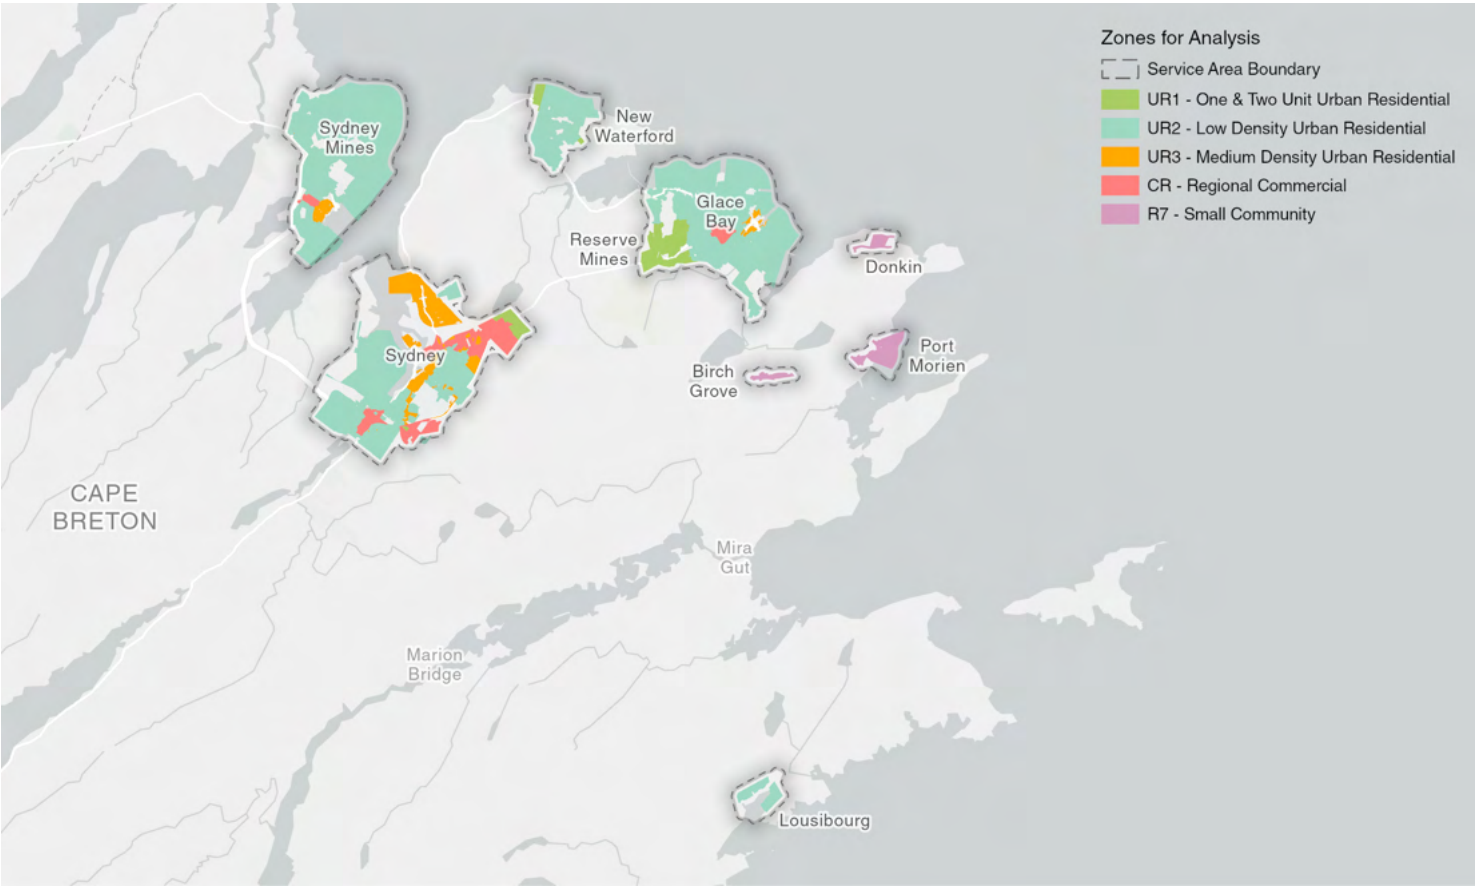 Zones for Analysis
Service Area Boundary
UR1 - One & Two Unit Urban Residential
UR2 - Low Density Urban Residential
UR3 - Medium Density Urban Residential
CR - Regional Commercial
R7 - Small Community
Sydney
Mines
New
Waterford
Glace
Bay
Reserve
Mines
Donkin
Sydney
Port
Morien
Birch
Grove
CAPE
BRETON
Mira
Gut
Marion
Bridge
Lousibourg